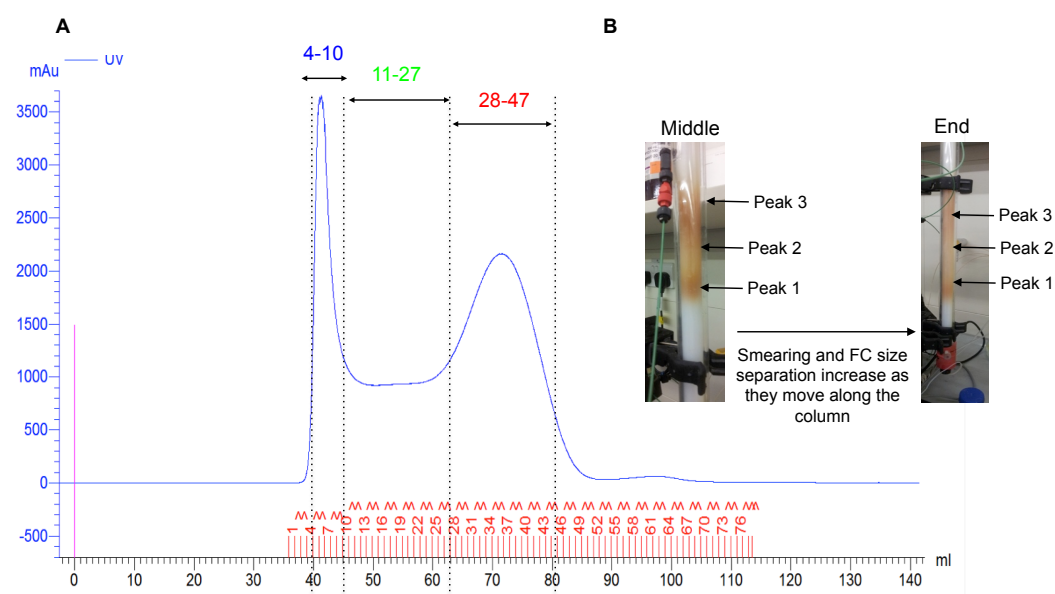 A
B
UV
mAu
4-10
11-27
28-47
3500
3000
2500
2000
1500
1000
500
0
-500
1 4 7 10 13 16 19 22 25 28 31 34 37 40 43 46 49 52 55 58 61 64 67 70 73 76
0 10 20 30 40 50 60 70 80 90 100 110 120 130 140 ml
Middle
End
Peak 3
Peak 2
Peak 1
Peak 3
Peak 2
Peak 1
Smearing and FC size
separation increase as
they move along the
column